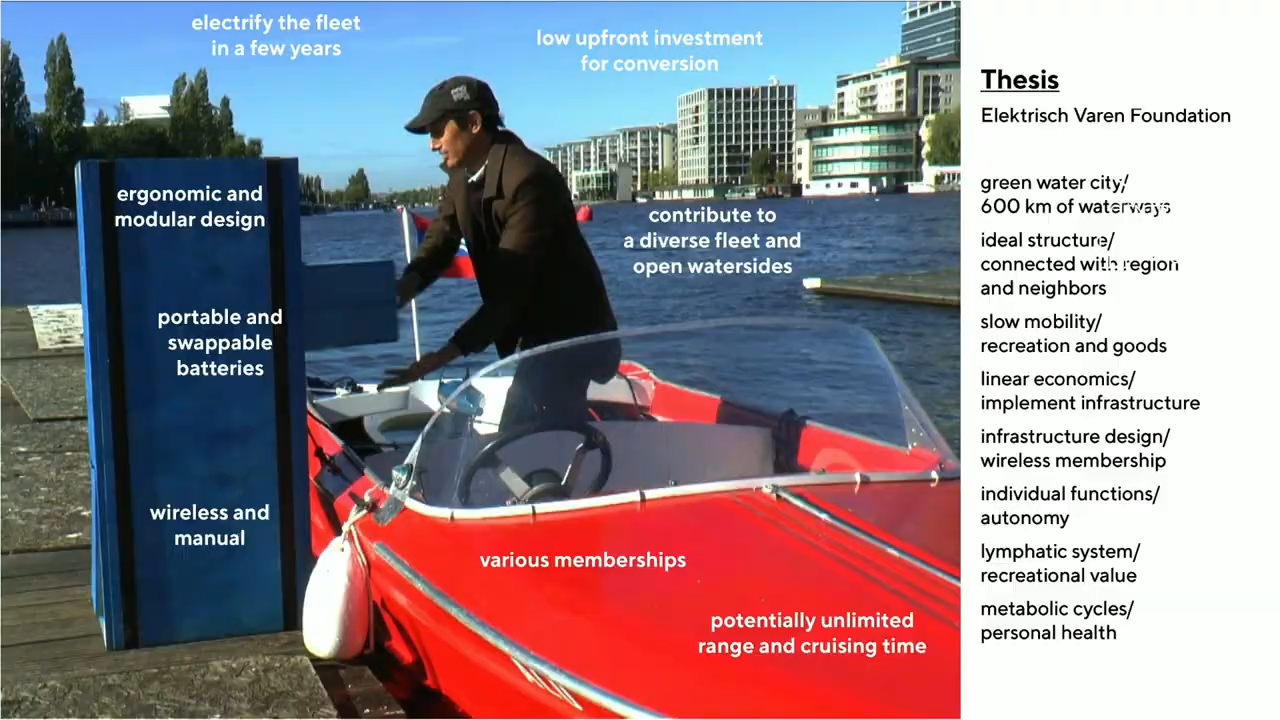 electrify the fleet
in a few years
low upfront investment
for conversion
ergonomic and
modular design
contribute to
a diverse fleet and
open watersides
portable and
swappable
batteries
wireless and
manual
various memberships
potentially unlimited
range and cruising time
Thesis
Elektrisch Varen Foundation
green water city/
600 km of waterways
ideal structure/
connected with region
and neighbors
slow mobility/
recreation and goods
linear economics/
implement infrastructure
infrastructure design/
wireless membership
individual functions/
autonomy
lymphatic system/
recreational value
metabolic cycles/
personal health